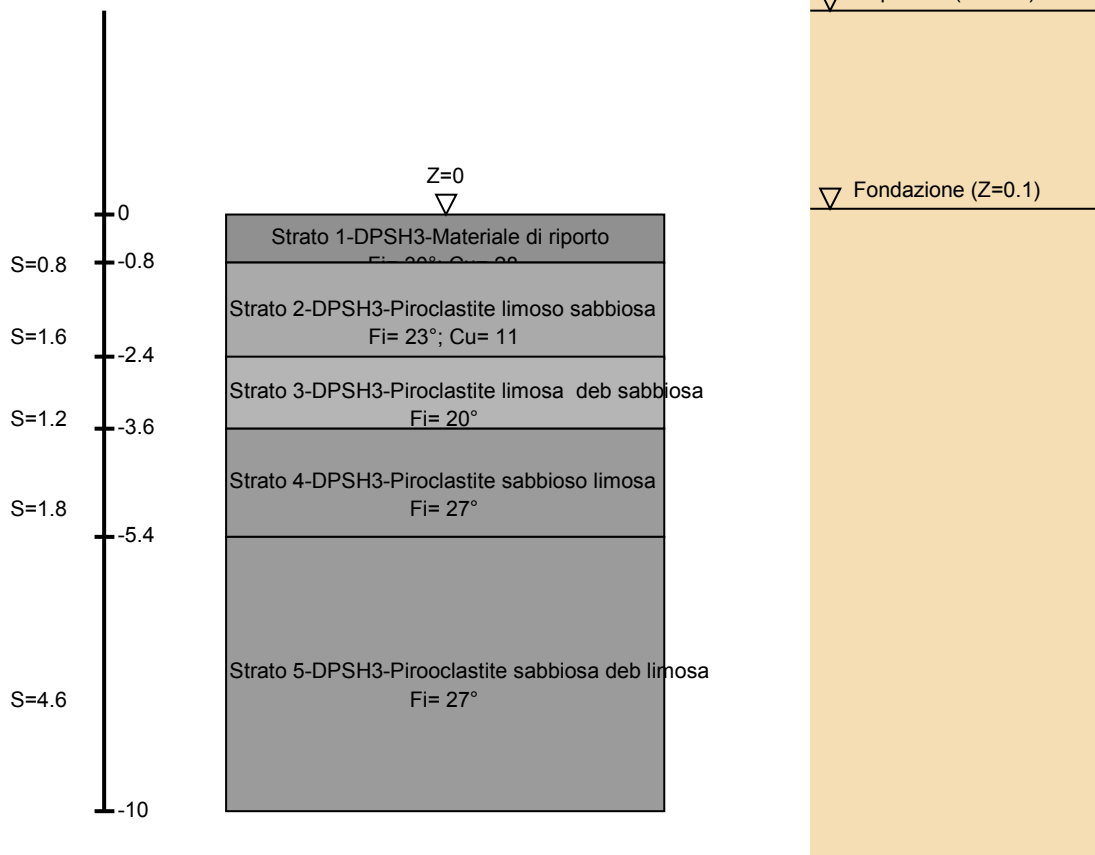 Z=0
Fondazione (Z=0.1)
0
Strato 1-DPSH3-Materiale di riporto
S=0.8
-0.8
Strato 2-DPSH3-Piroclastite limoso sabbiosa
Fi= 23°; Cu= 11
S=1.6
-2.4
Strato 3-DPSH3-Piroclastite limosa  deb sabbiosa
Fi= 20°
S=1.2
-3.6
Strato 4-DPSH3-Piroclastite sabbioso limosa
Fi= 27°
S=1.8
-5.4
Strato 5-DPSH3-Pirooclastite sabbiosa deb limosa
Fi= 27°
S=4.6
-10